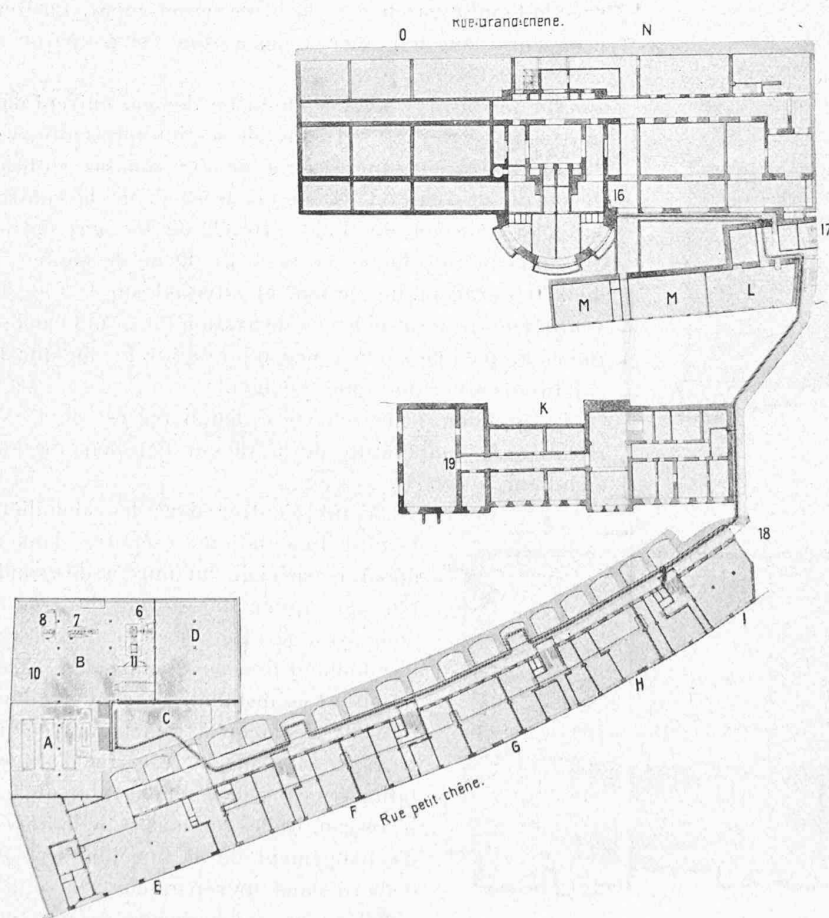 Rue Grand chêne.
O N
16
17
M M L
K
19
18
8 7 6
D
10 B 11
I
C
H
A
G
F
Rue petit chêne.
E